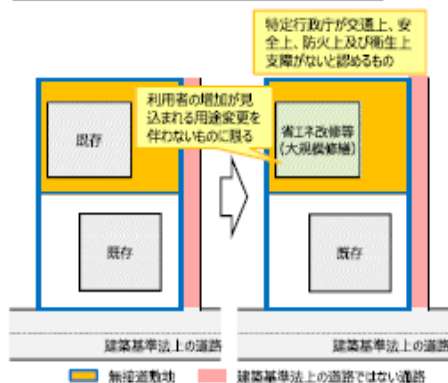 特定行政庁が交通上、安
全上、防火上及び衛生上
支障がないと認めるもの
利用者の増加が見
込まれる用途変更を
伴わないものに限る
既存
省エネ改修等
(大規模修繕)
既存
既存
建築基準法上の道路
建築基準法上の道路
無接道敷地
建築基準法上の道路ではない通路